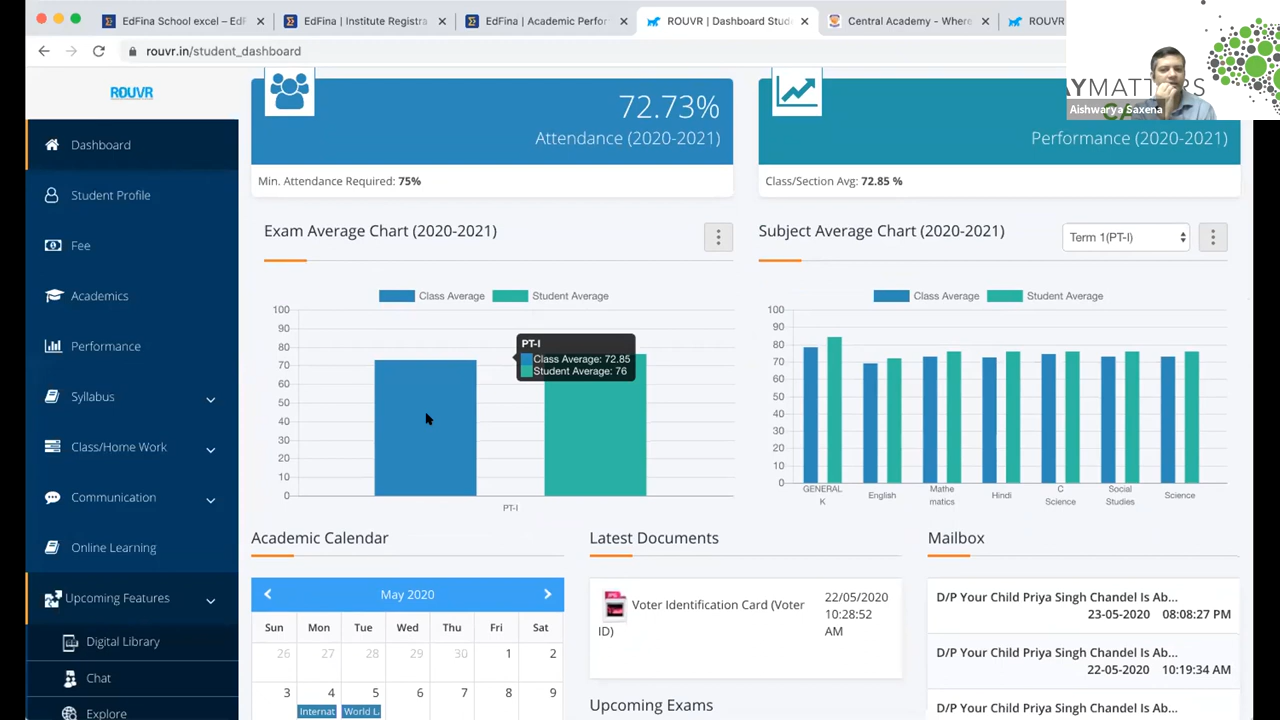 EdFina School excel – EdF
EdFina | Institute Registra
EdFina | Academic Perfor
ROUVR | Dashboard Stude
Central Academy - Where
ROUVR
rouvr.in/student_dashboard
AYMATTERS
Aishwarya Saxena
ROUVR
Dashboard
Student Profile
Fee
Academics
Performance
Syllabus
Class/Home Work
Communication
Online Learning
Upcoming Features
Digital Library
Chat
Explore
72.73%
Attendance (2020-2021)
Min. Attendance Required: 75%
Performance (2020-2021)
Class/Section Avg: 72.85 %
Exam Average Chart (2020-2021)
Class Average Student Average
100
90
80
70
60
50
40
30
20
10
0
PT-I
Class Average: 72.85
Student Average: 76
PT-I
Subject Average Chart (2020-2021)
Term 1(PT-I)
Class Average Student Average
100
90
80
70
60
50
40
30
20
10
0
GENERAL
K
English
Mathe
matics
Hindi
C
Science
Social
Studies
Science
Academic Calendar
May 2020
Sun Mon Tue Wed Thu Fri Sat
26 27 28 29 30 1 2
3 4 5 6 7 8 9
Internat World L
Latest Documents
Voter Identification Card (Voter
ID)
22/05/2020
10:28:52
AM
Upcoming Exams
Mailbox
D/P Your Child Priya Singh Chandel Is Ab...
23-05-2020 08:08:27 PM
D/P Your Child Priya Singh Chandel Is Ab...
22-05-2020 10:19:34 AM
D/P Your Child Priya Singh Chandel Is Ab...